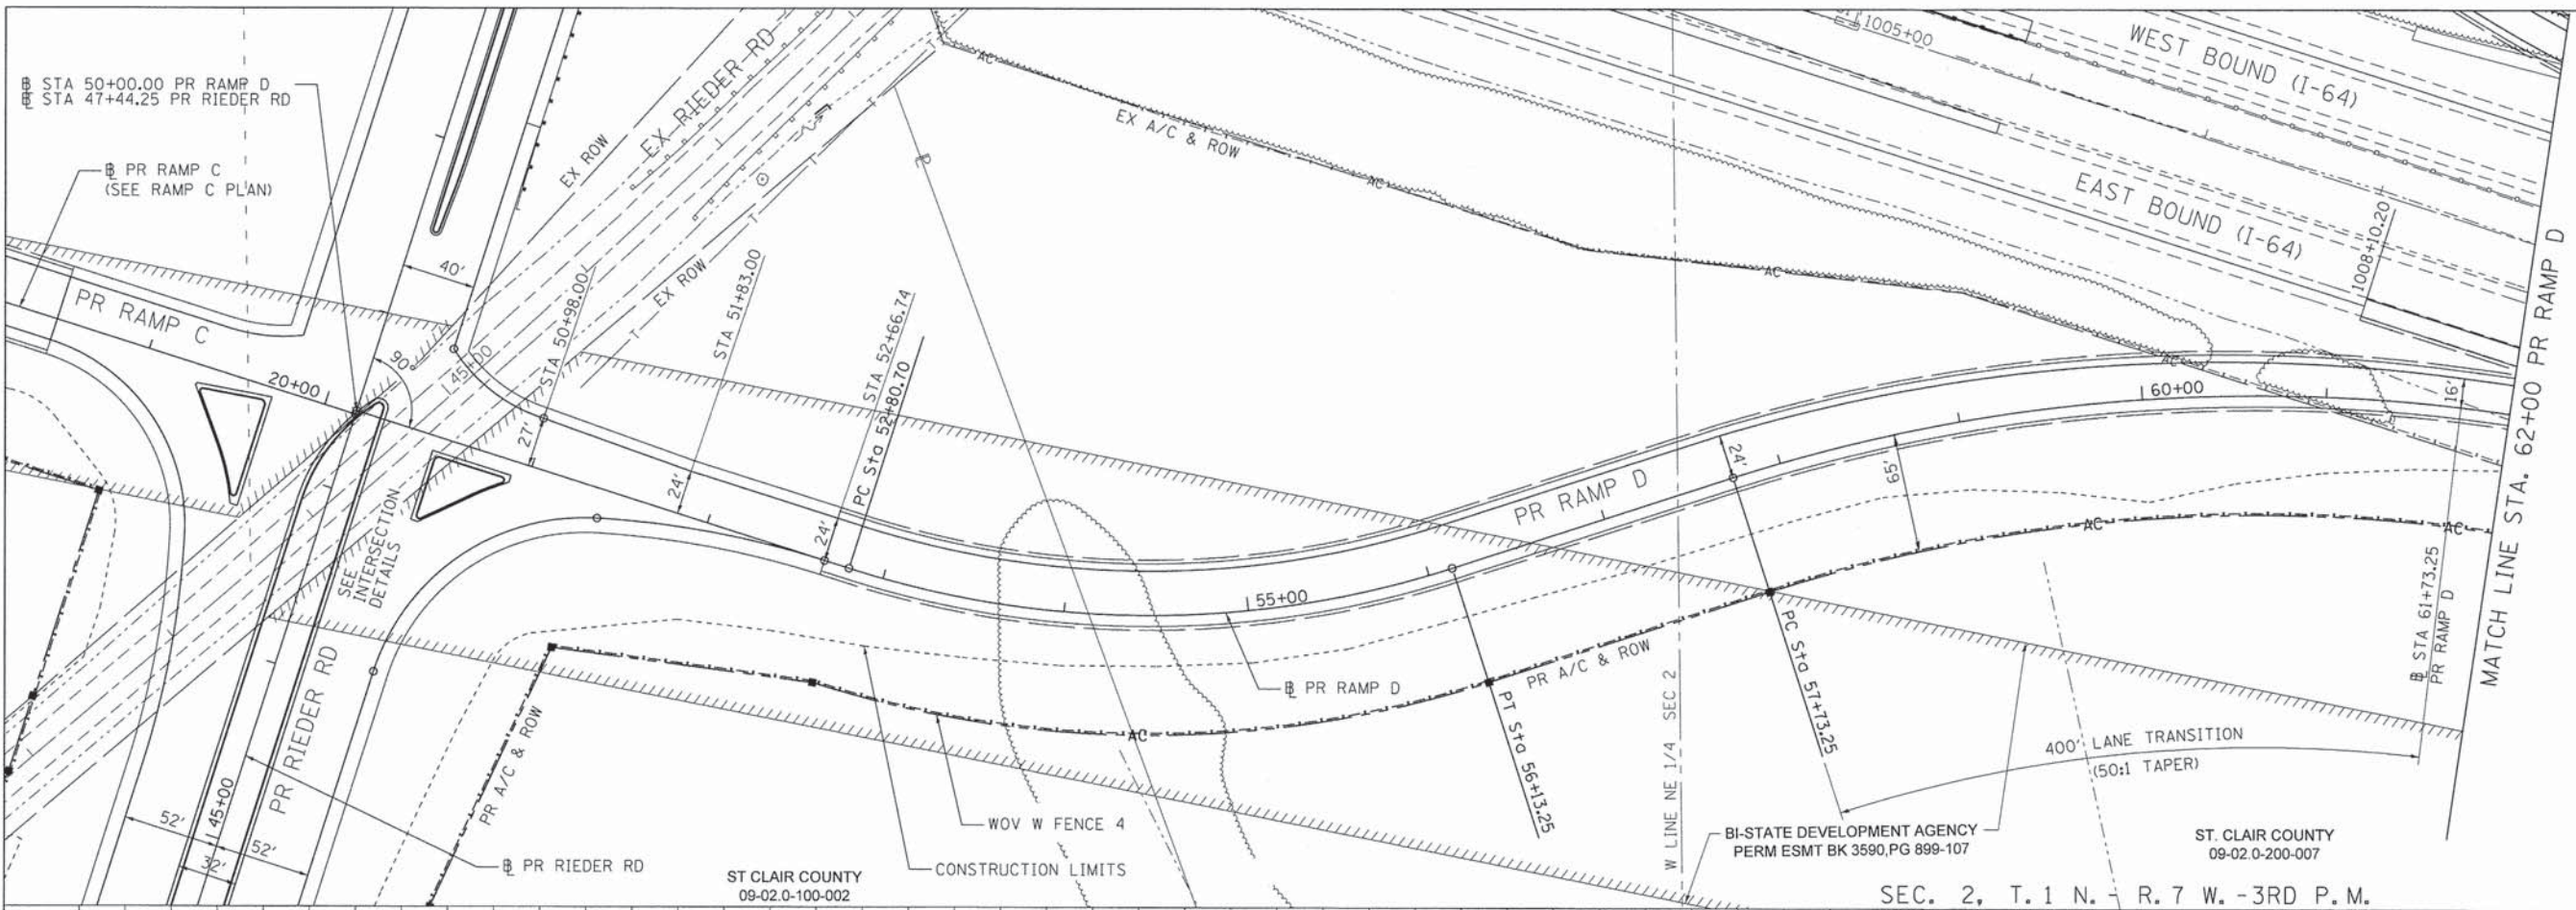 ℄ STA 50+00.00 PR RAMP D
℄ STA 47+44.25 PR RIEDER RD
℄ PR RAMP C
(SEE RAMP C PLAN)
PR RAMP C
20+00
90°
40'
EX ROW
EX RIEDER RD
EX ROW
45+00
27'
STA 50+98.00
STA 51+83.00
24'
STA 52+66.74
PC Sta 52+80.70
24'
SEE
INTERSECTION
DETAILS
PR RIEDER RD
45+00
52'
52'
32'
℄ PR RIEDER RD
PR A/C & ROW
ST CLAIR COUNTY
09-02.0-100-002
WOV W FENCE 4
CONSTRUCTION LIMITS
AC
℄ PR RAMP D
55+00
AC
EX A/C & ROW
AC
AC
AC
PR RAMP D
24'
65'
60+00
16'
PT Sta 56+13.25
PR A/C & ROW
PC Sta 57+73.25
W LINE NE 1/4 SEC 2
AC
AC
1005+00
WEST BOUND (I-64)
EAST BOUND (I-64)
1008+10.20
℄ STA 61+73.25
PR RAMP D
MATCH LINE STA. 62+00 PR RAMP D
400' LANE TRANSITION
(50:1 TAPER)
BI-STATE DEVELOPMENT AGENCY
PERM ESMT BK 3590,PG 899-107
ST. CLAIR COUNTY
09-02.0-200-007
SEC. 2, T.1 N. - R. 7 W. -3RD P.M.